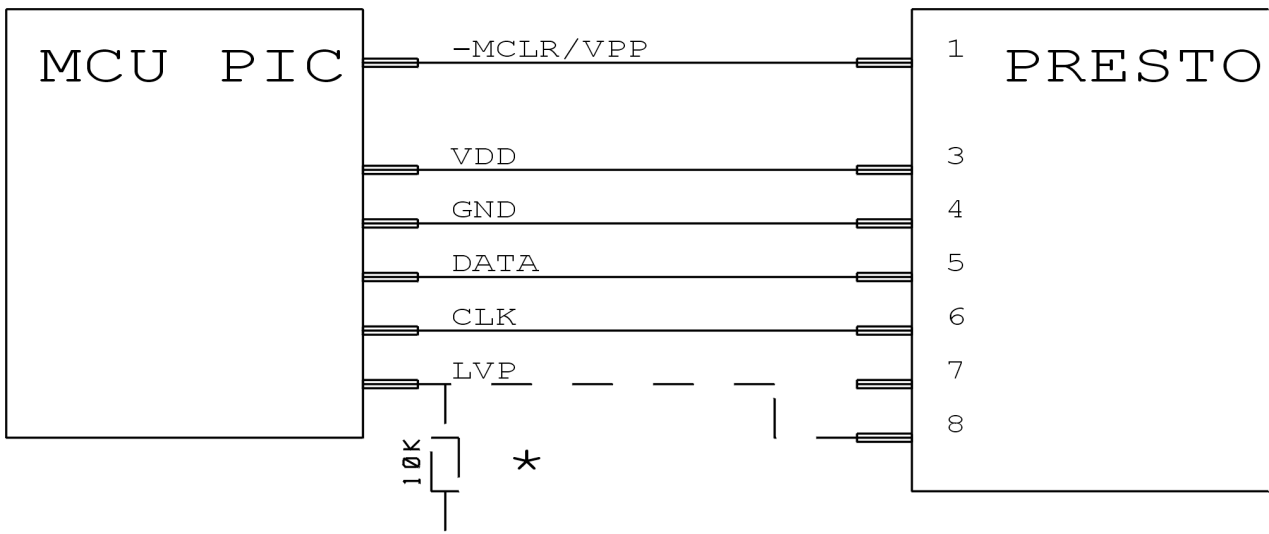 MCU PIC
-MCLR/VPP
1
PRESTO
VDD
3
GND
4
DATA
5
CLK
6
LVP
7
8
10K
*